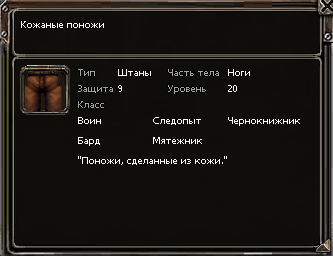 Кожаные поножи
Тип Штаны Часть тела Ноги
Защита 9 Уровень 20
Класс
Воин Следопыт Чернокнижник
Бард Мятежник
"Поножи, сделанные из кожи."